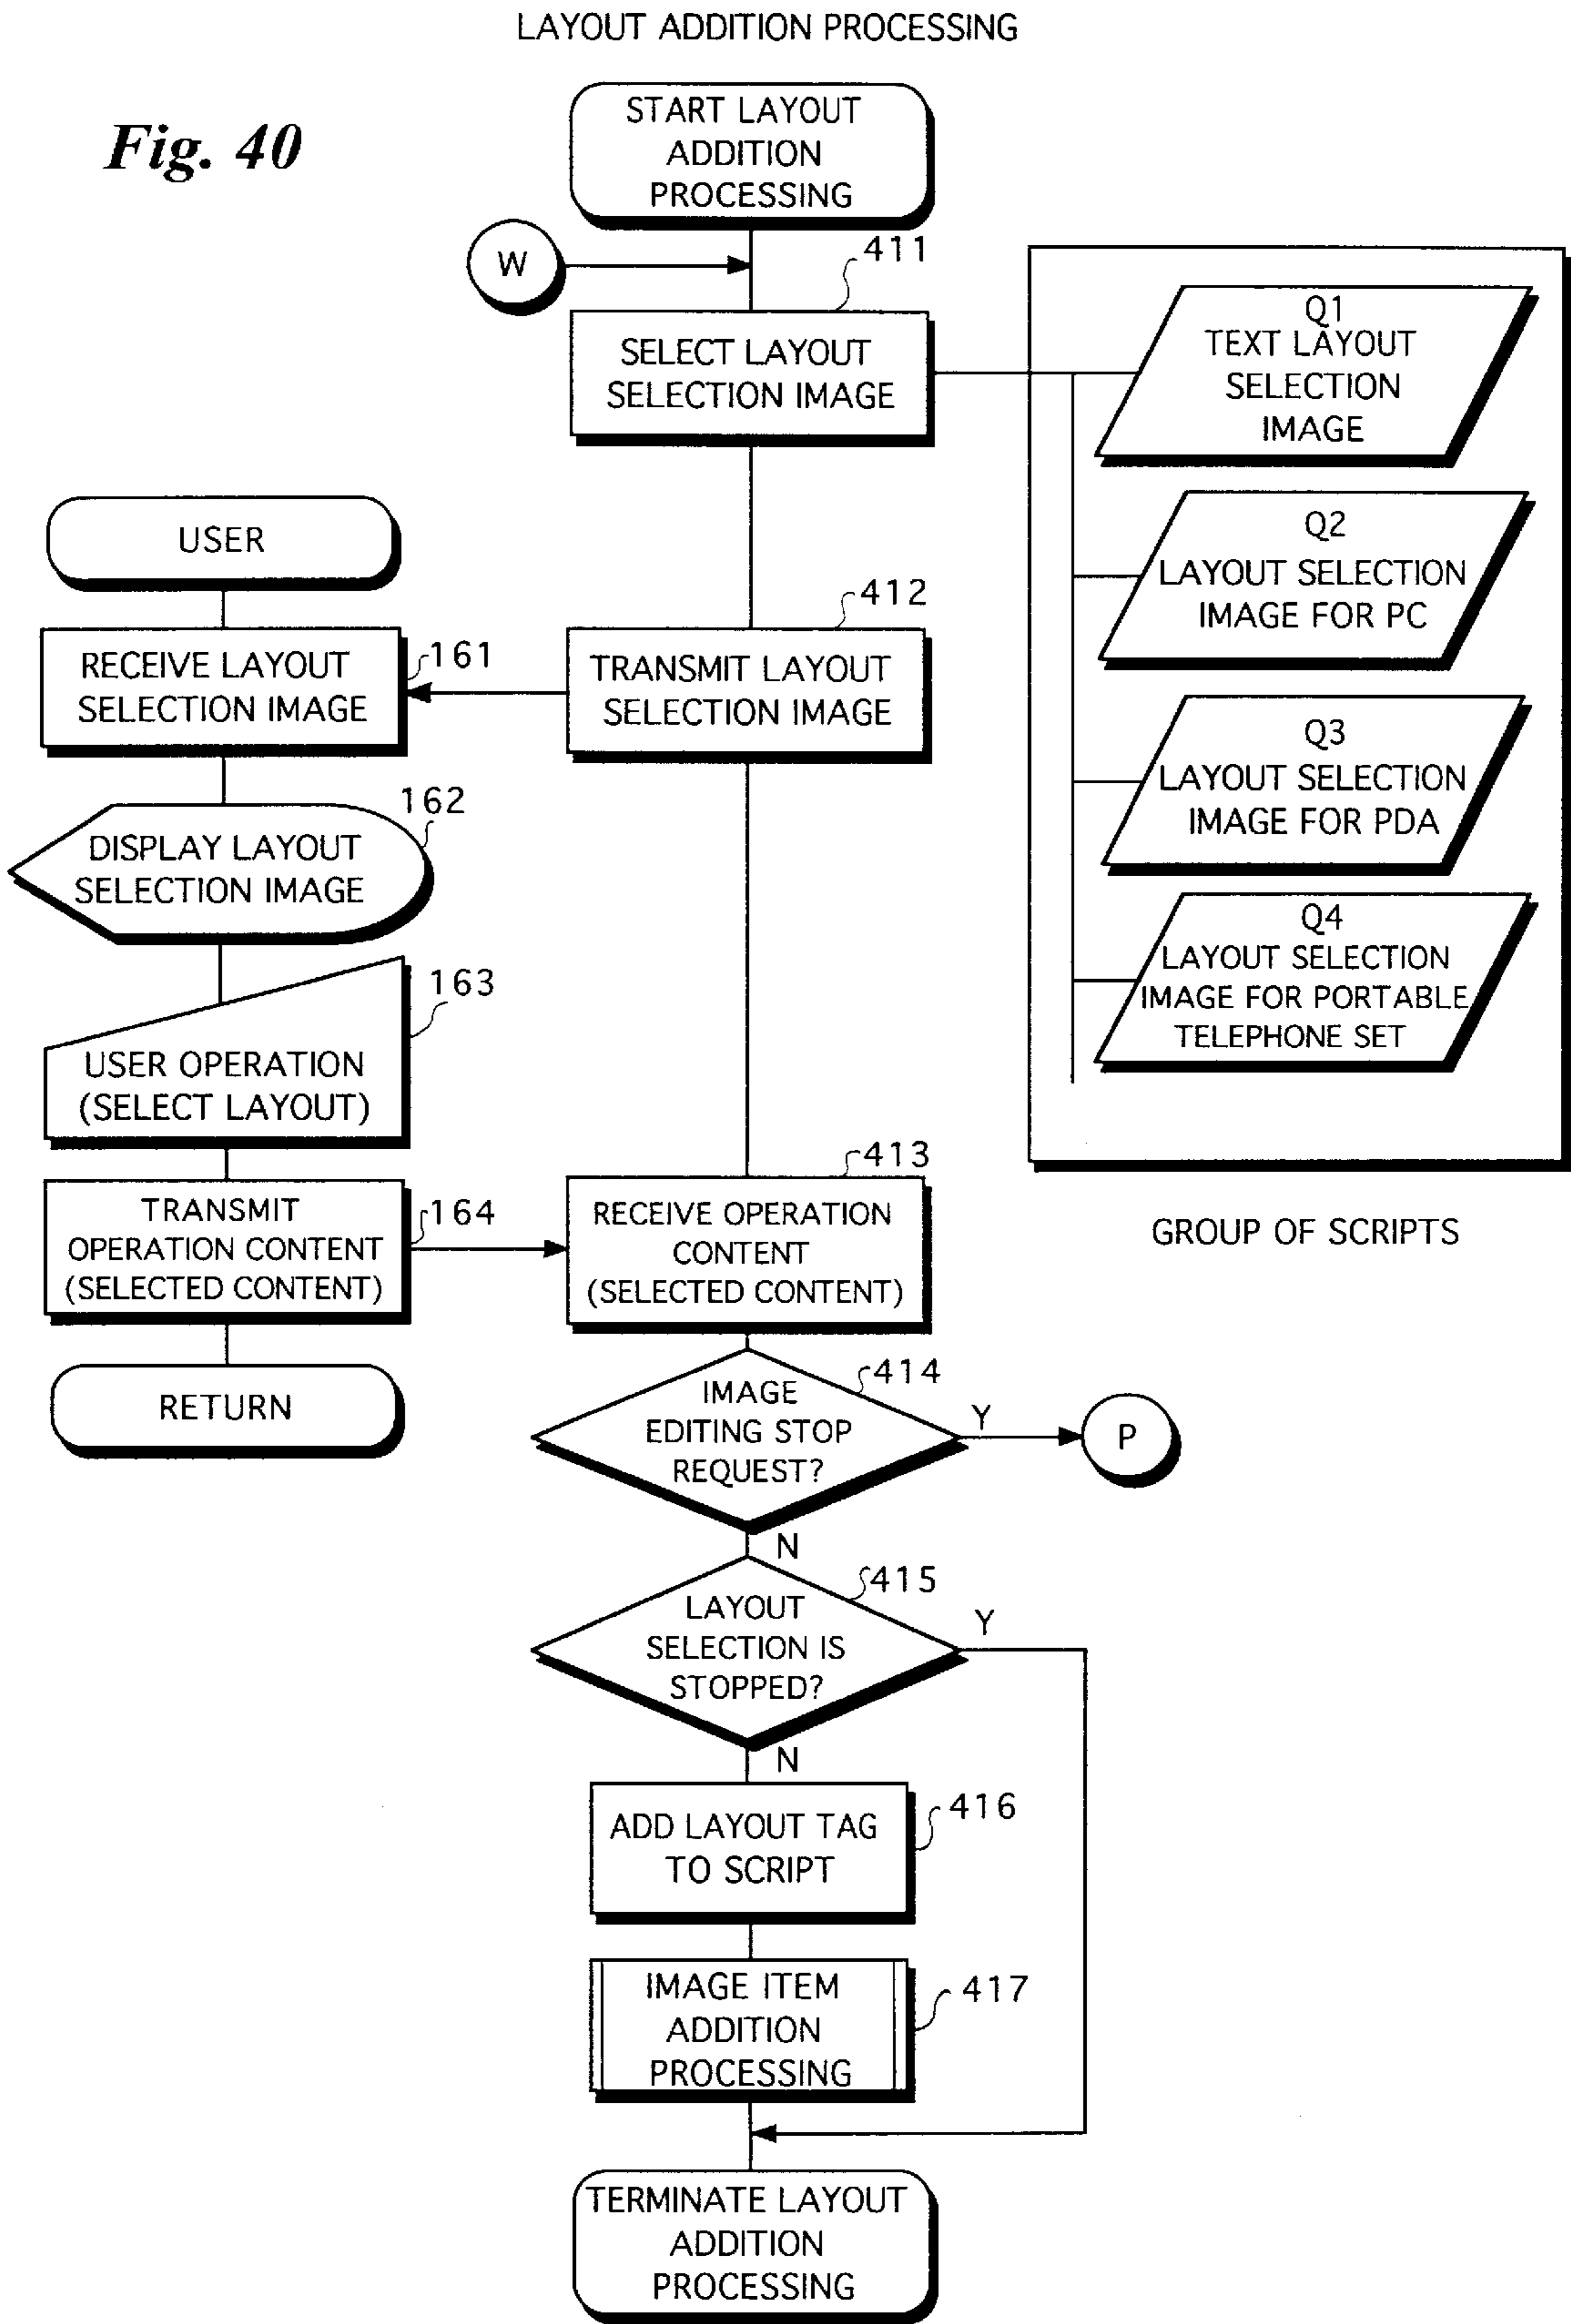 LAYOUT ADDITION PROCESSING
Fig. 40
START LAYOUT
ADDITION
PROCESSING
W
411
SELECT LAYOUT
SELECTION IMAGE
Q1
TEXT LAYOUT
SELECTION
IMAGE
Q2
LAYOUT SELECTION
IMAGE FOR PC
Q3
LAYOUT SELECTION
IMAGE FOR PDA
Q4
LAYOUT SELECTION
IMAGE FOR PORTABLE
TELEPHONE SET
GROUP OF SCRIPTS
USER
412
TRANSMIT LAYOUT
SELECTION IMAGE
RECEIVE LAYOUT
SELECTION IMAGE
161
DISPLAY LAYOUT
SELECTION IMAGE
162
USER OPERATION
(SELECT LAYOUT)
163
TRANSMIT
OPERATION CONTENT
(SELECTED CONTENT)
164
RETURN
413
RECEIVE OPERATION
CONTENT
(SELECTED CONTENT)
414
IMAGE
EDITING STOP
REQUEST?
Y
P
N
415
LAYOUT
SELECTION IS
STOPPED?
Y
N
ADD LAYOUT TAG
TO SCRIPT
416
IMAGE ITEM
ADDITION
PROCESSING
417
TERMINATE LAYOUT
ADDITION
PROCESSING